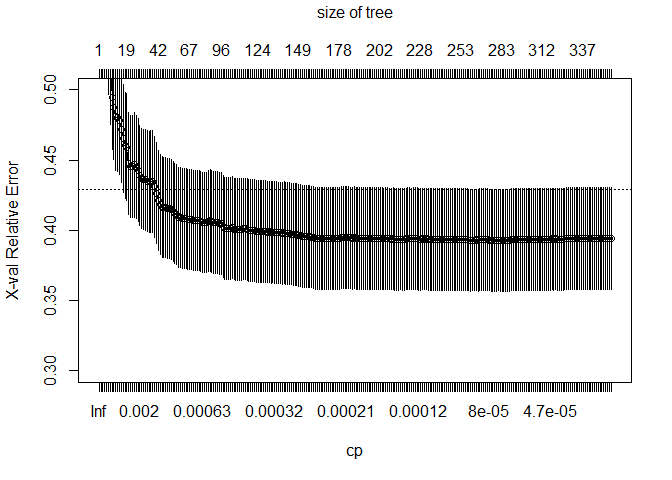 size of tree
1 19 42 67 96 124 149 178 202 228 253 283 312 337
0.50
0.45
0.40
0.35
0.30
X-val Relative Error
Inf 0.002 0.00063 0.00032 0.00021 0.00012 8e-05 4.7e-05
cp